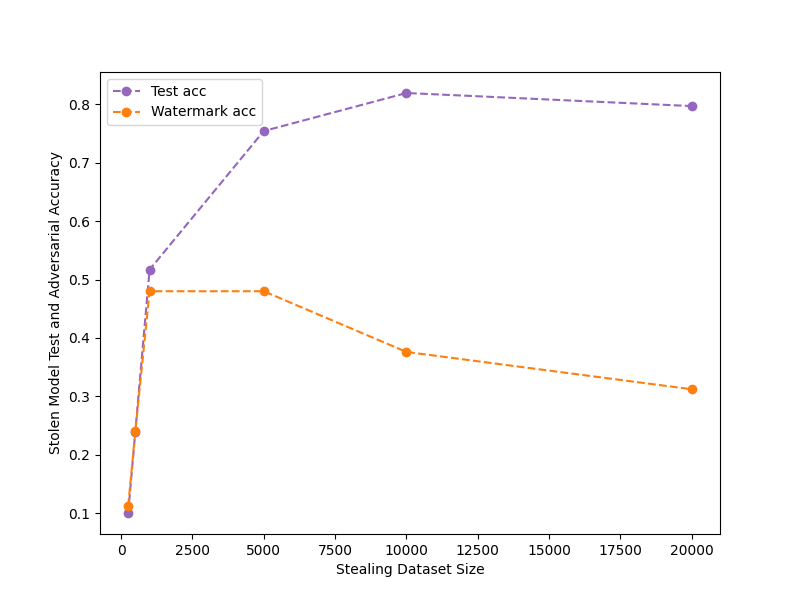 Test acc
Watermark acc
Stolen Model Test and Adversarial Accuracy
0.8
0.7
0.6
0.5
0.4
0.3
0.2
0.1
0 2500 5000 7500 10000 12500 15000 17500 20000
Stealing Dataset Size